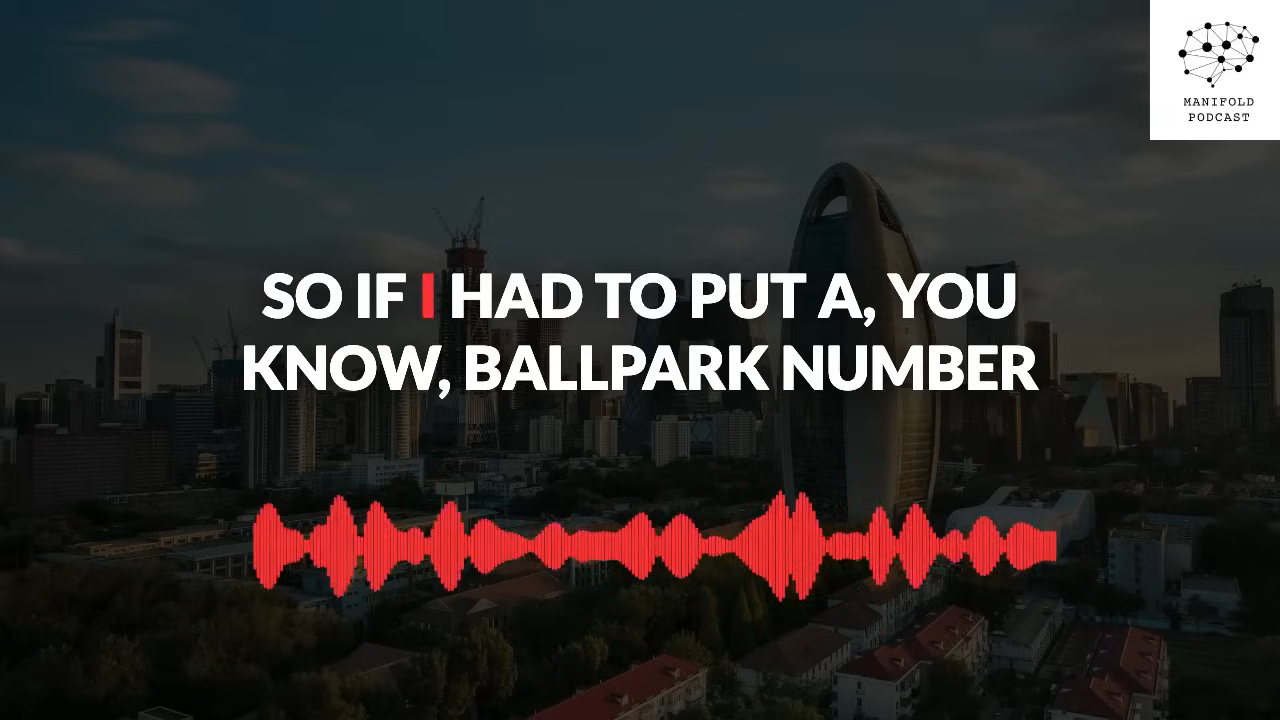 MANIFOLD
PODCAST
SO IF I HAD TO PUT A, YOU
KNOW, BALLPARK NUMBER